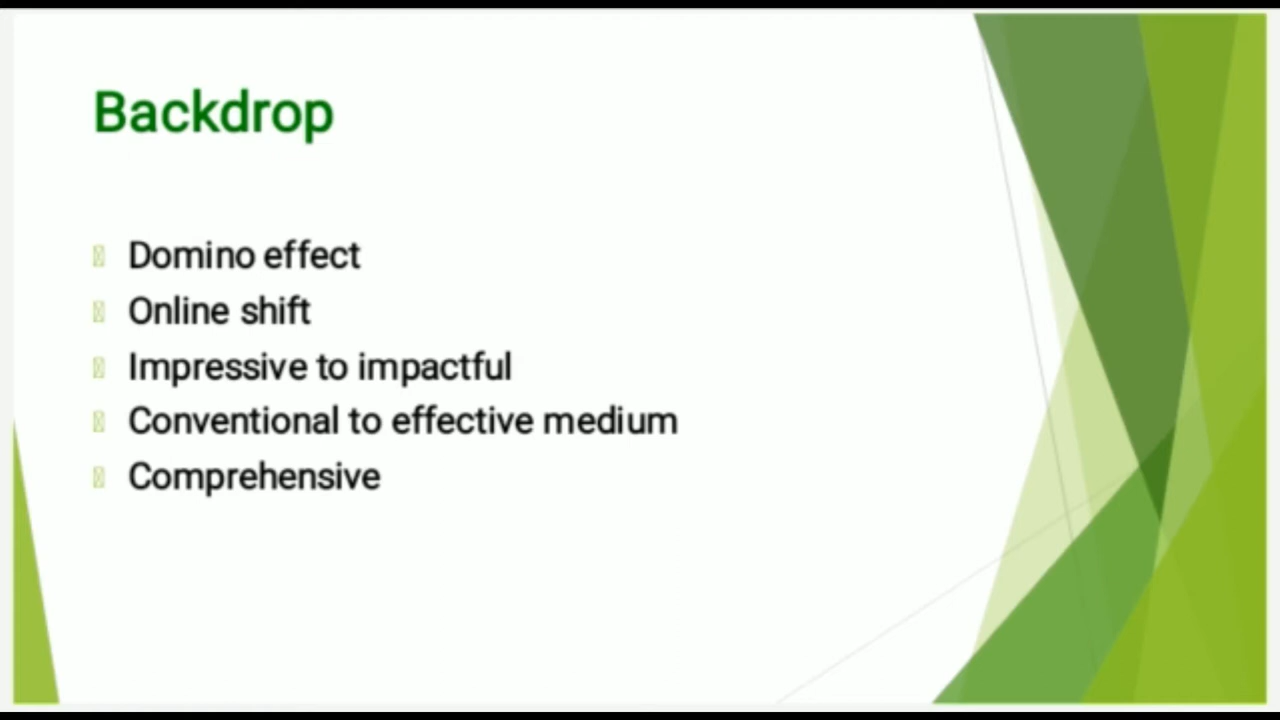 Backdrop
Domino effect
Online shift
Impressive to impactful
Conventional to effective medium
Comprehensive